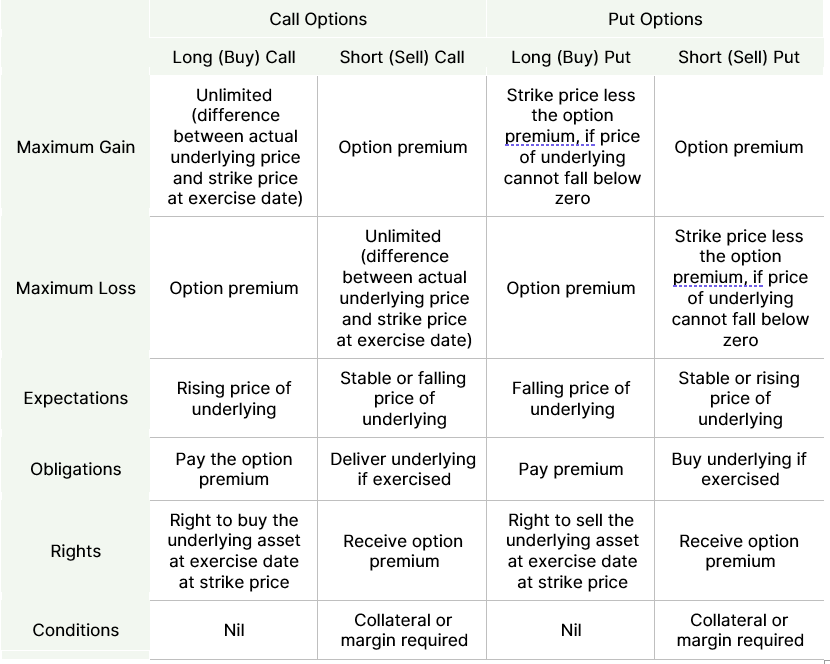 Call Options
Put Options
Long (Buy) Call
Short (Sell) Call
Long (Buy) Put
Short (Sell) Put
Maximum Gain
Unlimited
(difference
between actual
underlying price
and strike price
at exercise date)
Option premium
Strike price less
the option
premium, if price
of underlying
cannot fall below
zero
Option premium
Maximum Loss
Option premium
Unlimited
(difference
between actual
underlying price
and strike price
at exercise date)
Option premium
Strike price less
the option
premium, if price
of underlying
cannot fall below
zero
Expectations
Rising price of
underlying
Stable or falling
price of
underlying
Falling price of
underlying
Stable or rising
price of
underlying
Obligations
Pay the option
premium
Deliver underlying
if exercised
Pay premium
Buy underlying if
exercised
Rights
Right to buy the
underlying asset
at exercise date
at strike price
Receive option
premium
Right to sell the
underlying asset
at exercise date
at strike price
Receive option
premium
Conditions
Nil
Collateral or
margin required
Nil
Collateral or
margin required